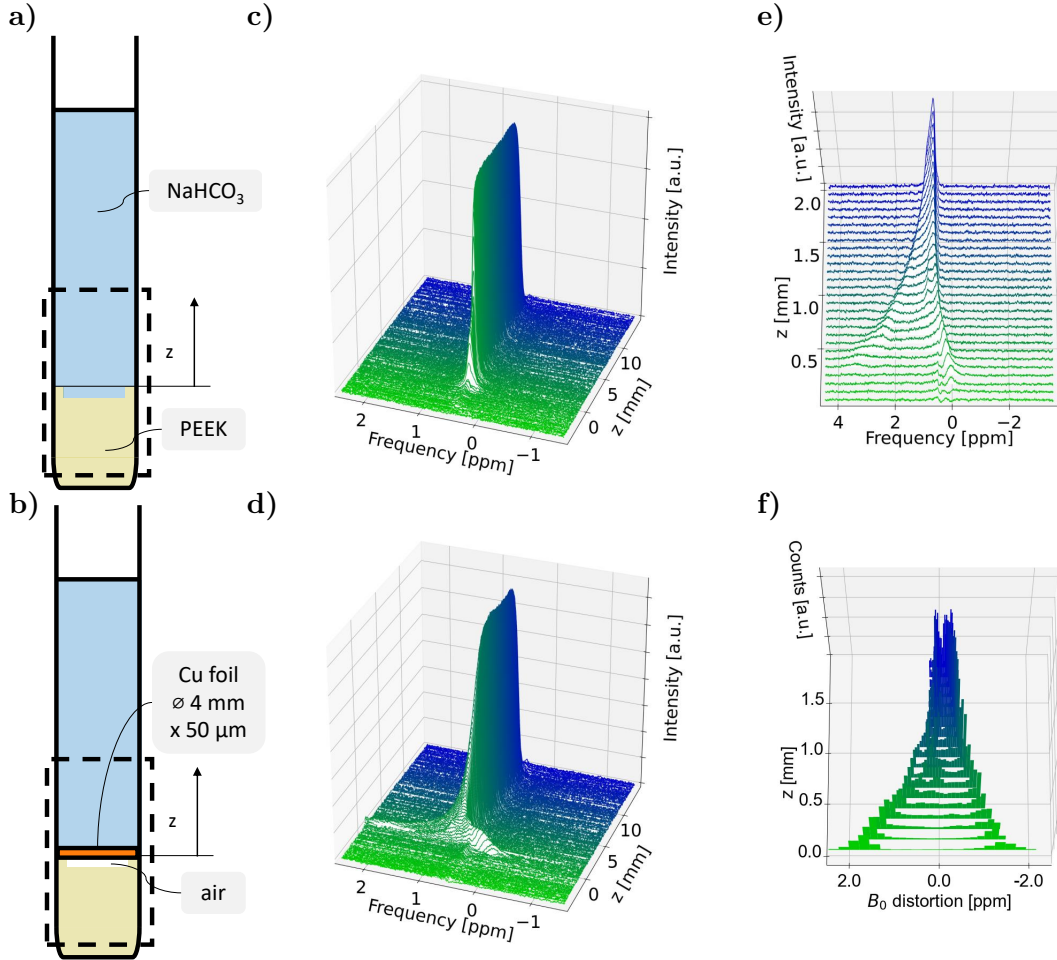 a)
NaHCO3
z
PEEK
b)
Cu foil
⌀ 4 mm
x 50 µm
z
air
c)
Intensity [a.u.]
10
5
0
z [mm]
2
1
0
−1
Frequency [ppm]
d)
Intensity [a.u.]
10
5
0
z [mm]
2
1
0
−1
Frequency [ppm]
e)
Intensity [a.u.]
2.0
1.5
1.0
0.5
z [mm]
4
2
0
−2
Frequency [ppm]
f)
Counts [a.u.]
1.5
1.0
0.5
0.0
z [mm]
2.0
0.0
-2.0
B0 distortion [ppm]